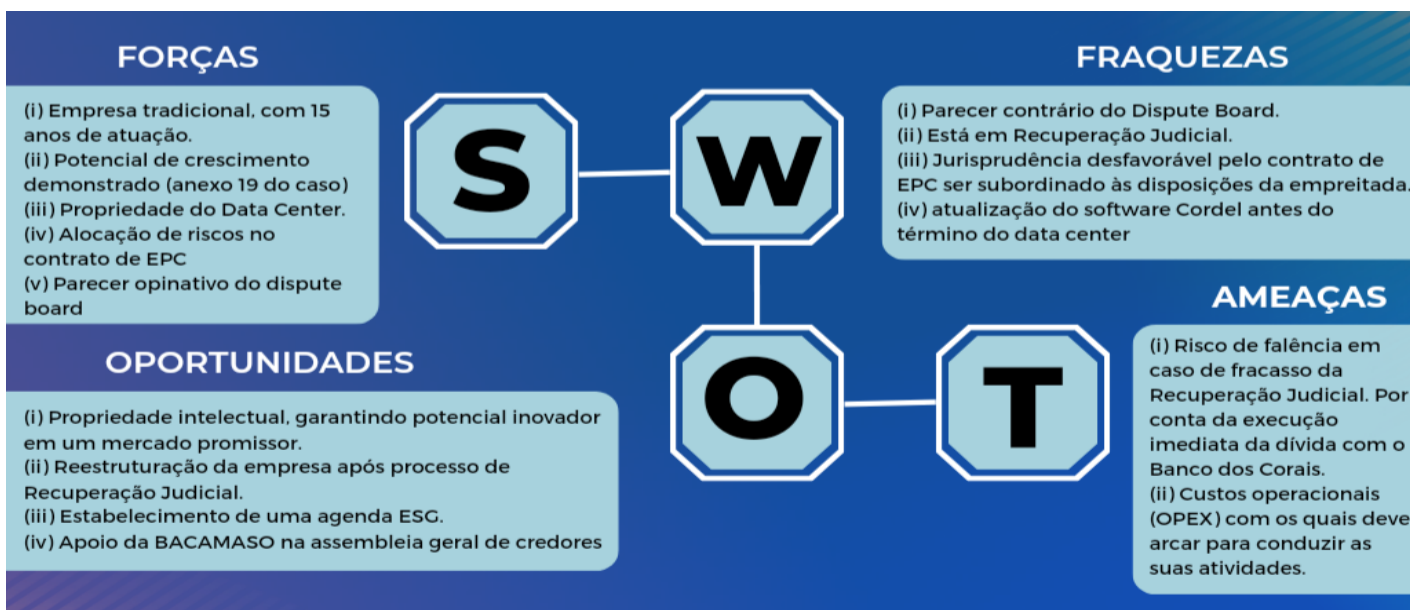 FORÇAS
(i) Empresa tradicional, com 15
anos de atuação.
(ii) Potencial de crescimento
demonstrado (anexo 19 do caso)
(iii) Propriedade do Data Center.
(iv) Alocação de riscos no
contrato de EPC
(v) Parecer opinativo do dispute
board
S
W
FRAQUEZAS
(i) Parecer contrário do Dispute Board.
(ii) Está em Recuperação Judicial.
(iii) Jurisprudência desfavorável pelo contrato de
EPC ser subordinado às disposições da empreitada.
(iv) atualização do software Cordel antes do
término do data center
OPORTUNIDADES
(i) Propriedade intelectual, garantindo potencial inovador
em um mercado promissor.
(ii) Reestruturação da empresa após processo de
Recuperação Judicial.
(iii) Estabelecimento de uma agenda ESG.
(iv) Apoio da BACAMASO na assembleia geral de credores
O
T
AMEAÇAS
(i) Risco de falência em
caso de fracasso da
Recuperação Judicial. Por
conta da execução
imediata da dívida com o
Banco dos Corais.
(ii) Custos operacionais
(OPEX) com os quais deve
arcar para conduzir as
suas atividades.